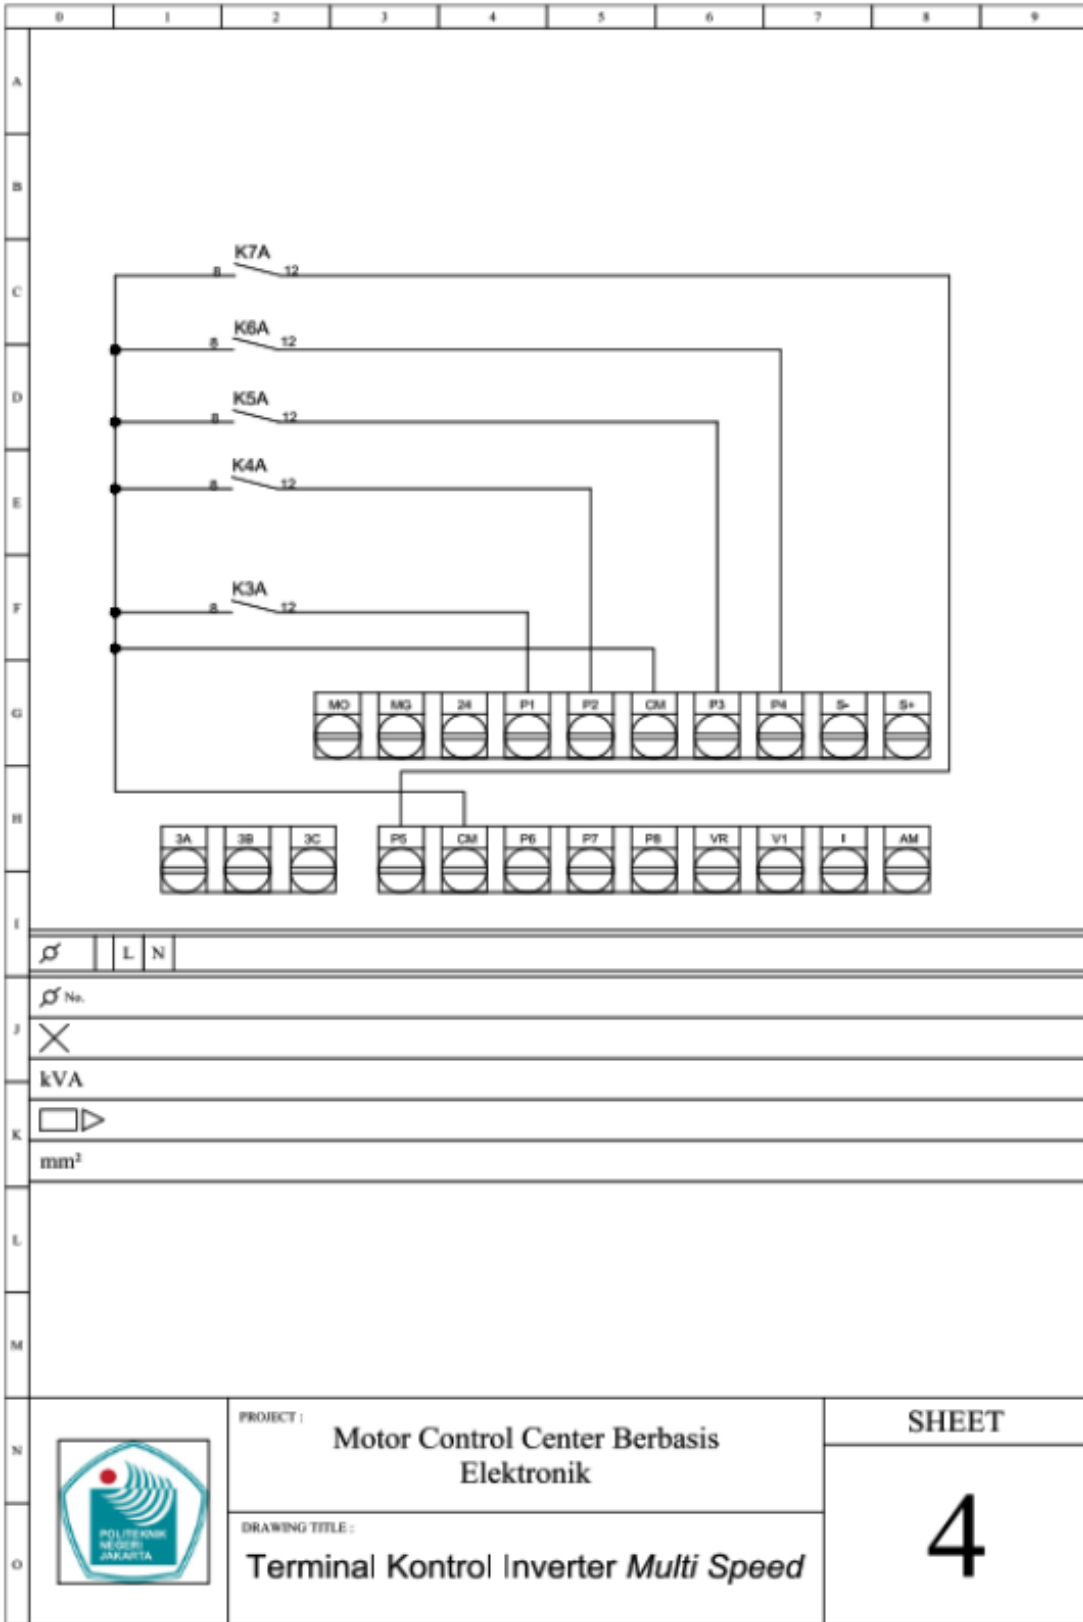 0 1 2 3 4 5 6 7 8 9
A
B
C
D
E
F
G
H
I
J
K
L
M
N
O
K7A
8 12
K6A
8 12
K5A
8 12
K4A
8 12
K3A
8 12
MO MG 24 P1 P2 CM P3 P4 S- S+
3A 3B 3C P5 CM P6 P7 P8 VR V1 I AM
L N
No.
kVA
mm²
POLITEKNIK
NEGERI
JAKARTA
PROJECT :
Motor Control Center Berbasis
Elektronik
DRAWING TITLE :
Terminal Kontrol Inverter Multi Speed
SHEET
4